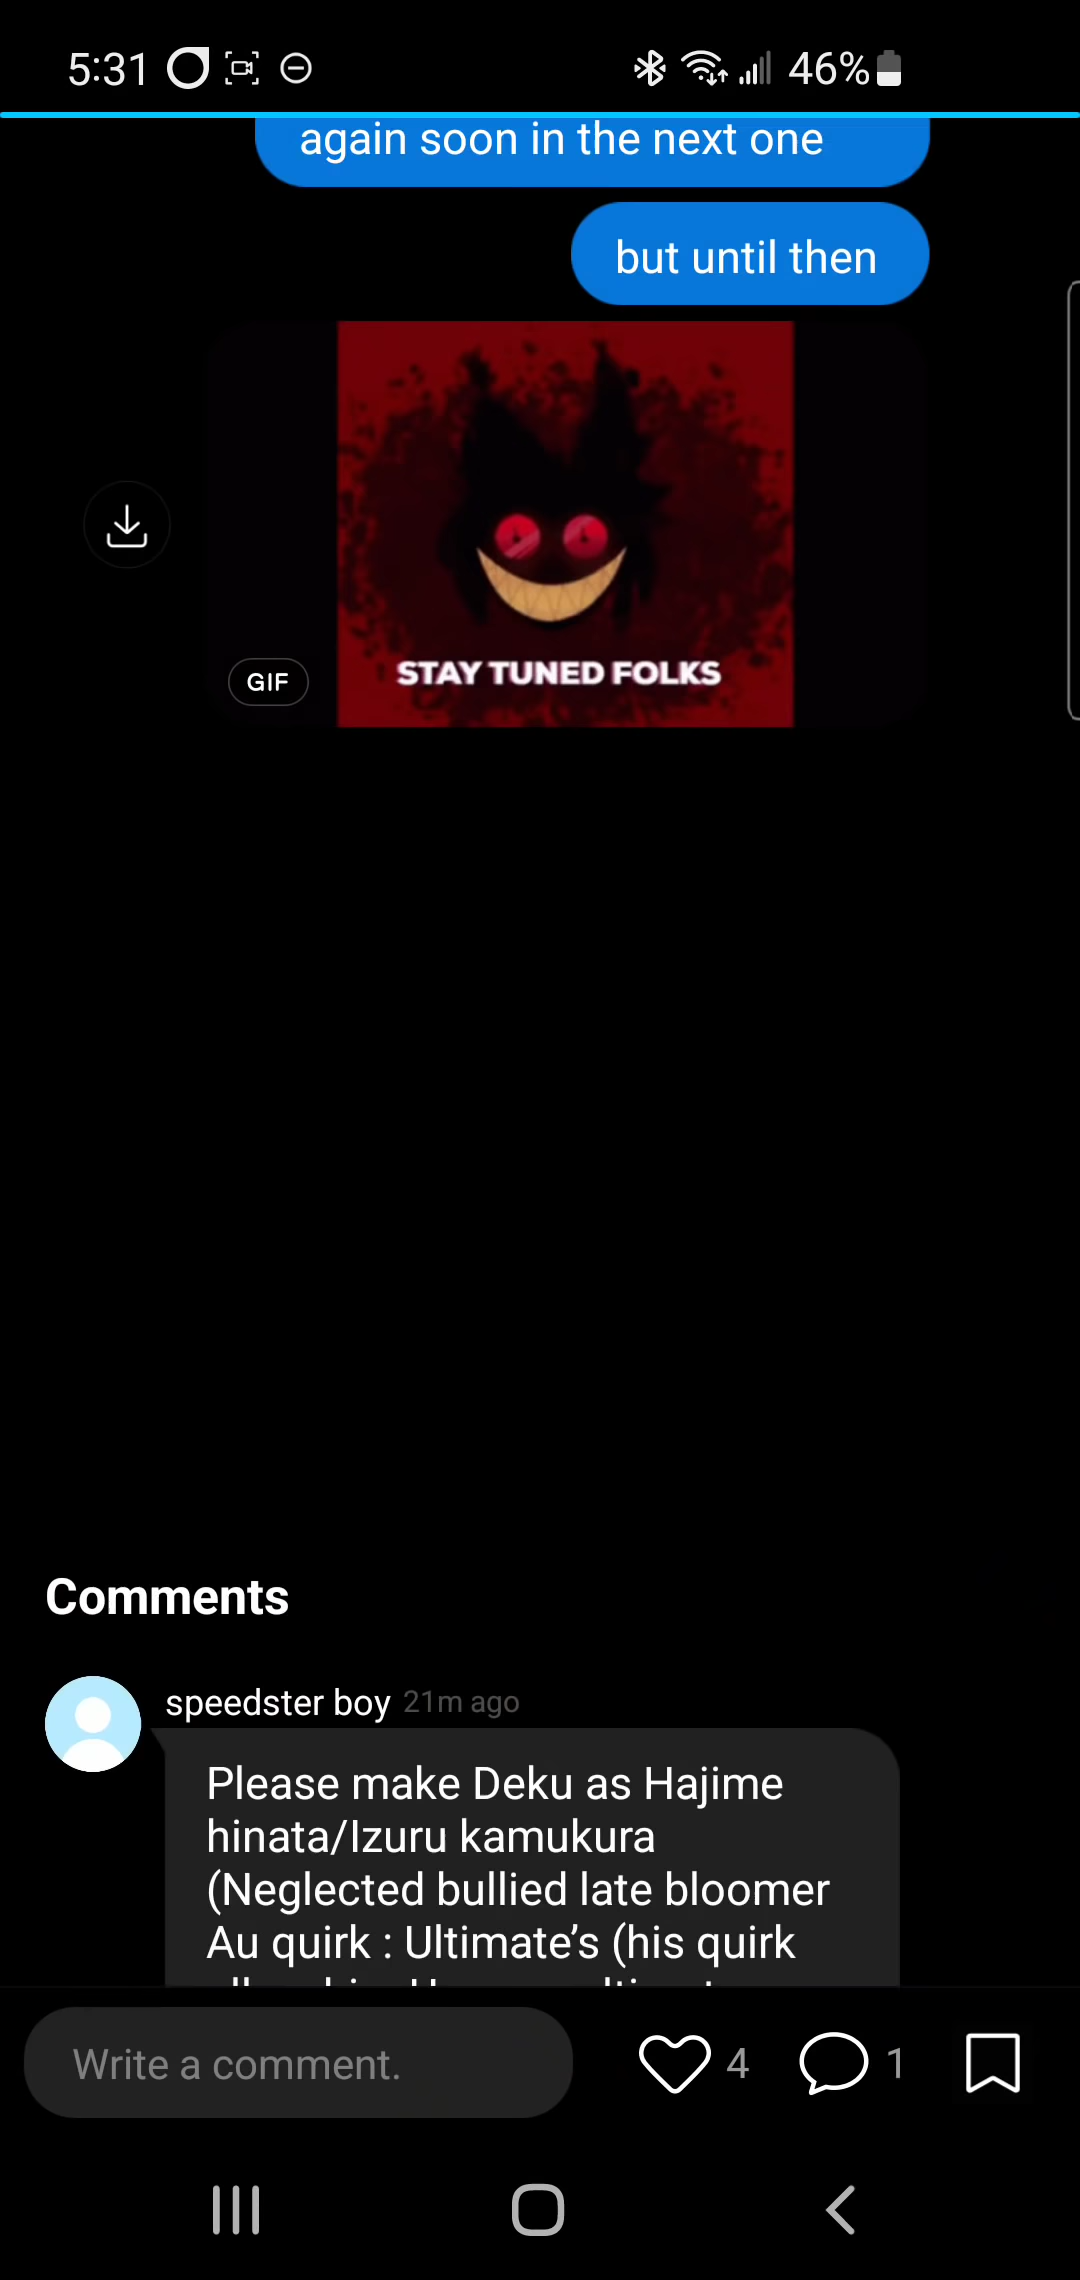 5:31
46%
again soon in the next one
but until then
STAY TUNED FOLKS
GIF
Comments
speedster boy 21m ago
Please make Deku as Hajime
hinata/Izuru kamukura
(Neglected bullied late bloomer
Au quirk : Ultimate’s (his quirk
Write a comment.
4
1